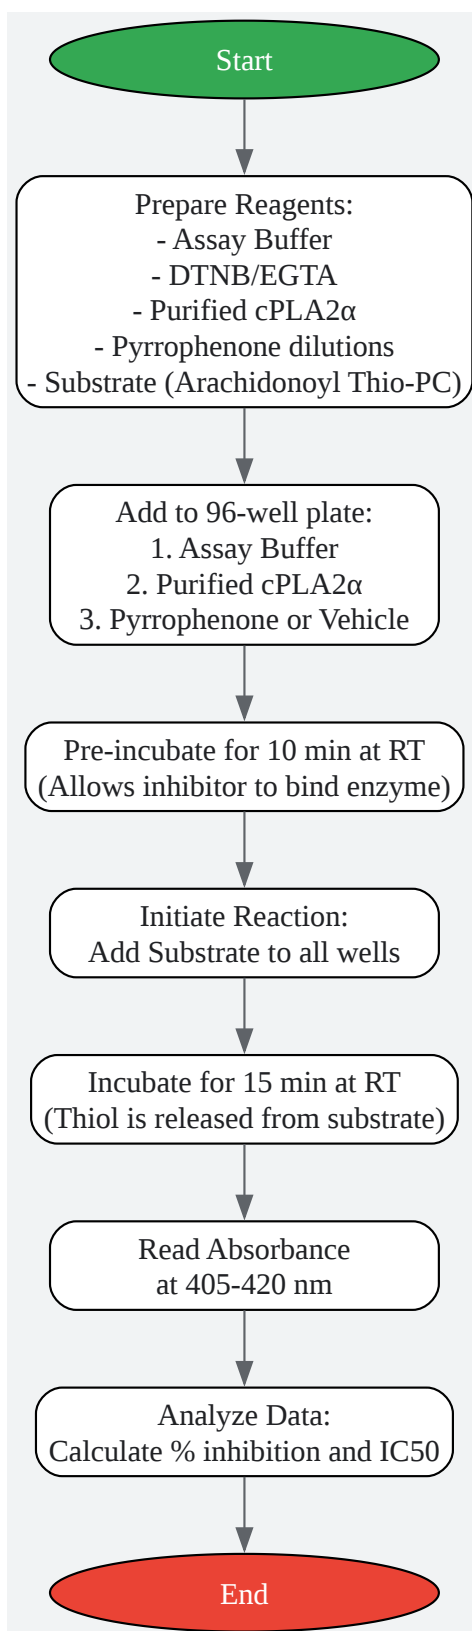 Start
Prepare Reagents:
- Assay Buffer
- DTNB/EGTA
- Purified cPLA2α
- Pyrrophenone dilutions
- Substrate (Arachidonoyl Thio-PC)
Add to 96-well plate:
1. Assay Buffer
2. Purified cPLA2α
3. Pyrrophenone or Vehicle
Pre-incubate for 10 min at RT
(Allows inhibitor to bind enzyme)
Initiate Reaction:
Add Substrate to all wells
Incubate for 15 min at RT
(Thiol is released from substrate)
Read Absorbance
at 405-420 nm
Analyze Data:
Calculate % inhibition and IC50
End